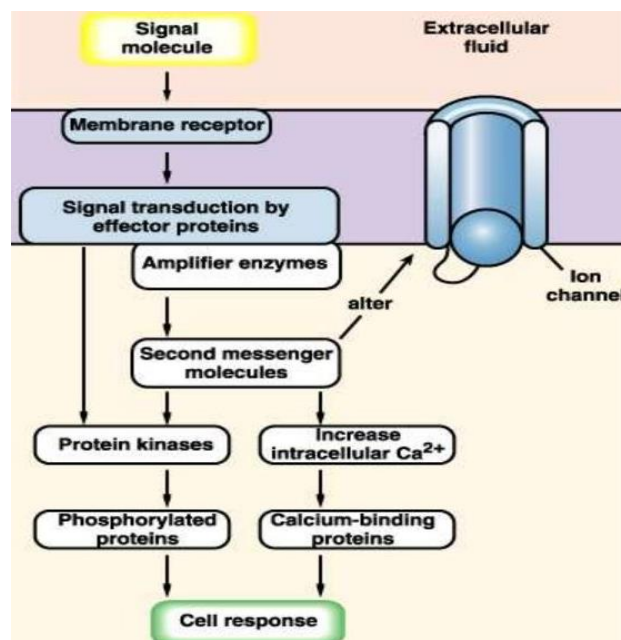 Signal
molecule
Extracellular
fluid
Membrane receptor
Signal transduction by
effector proteins
Amplifier enzymes
Ion
channel
alter
Second messenger
molecules
Protein kinases
Increase
intracellular Ca²⁺
Phosphorylated
proteins
Calcium-binding
proteins
Cell response